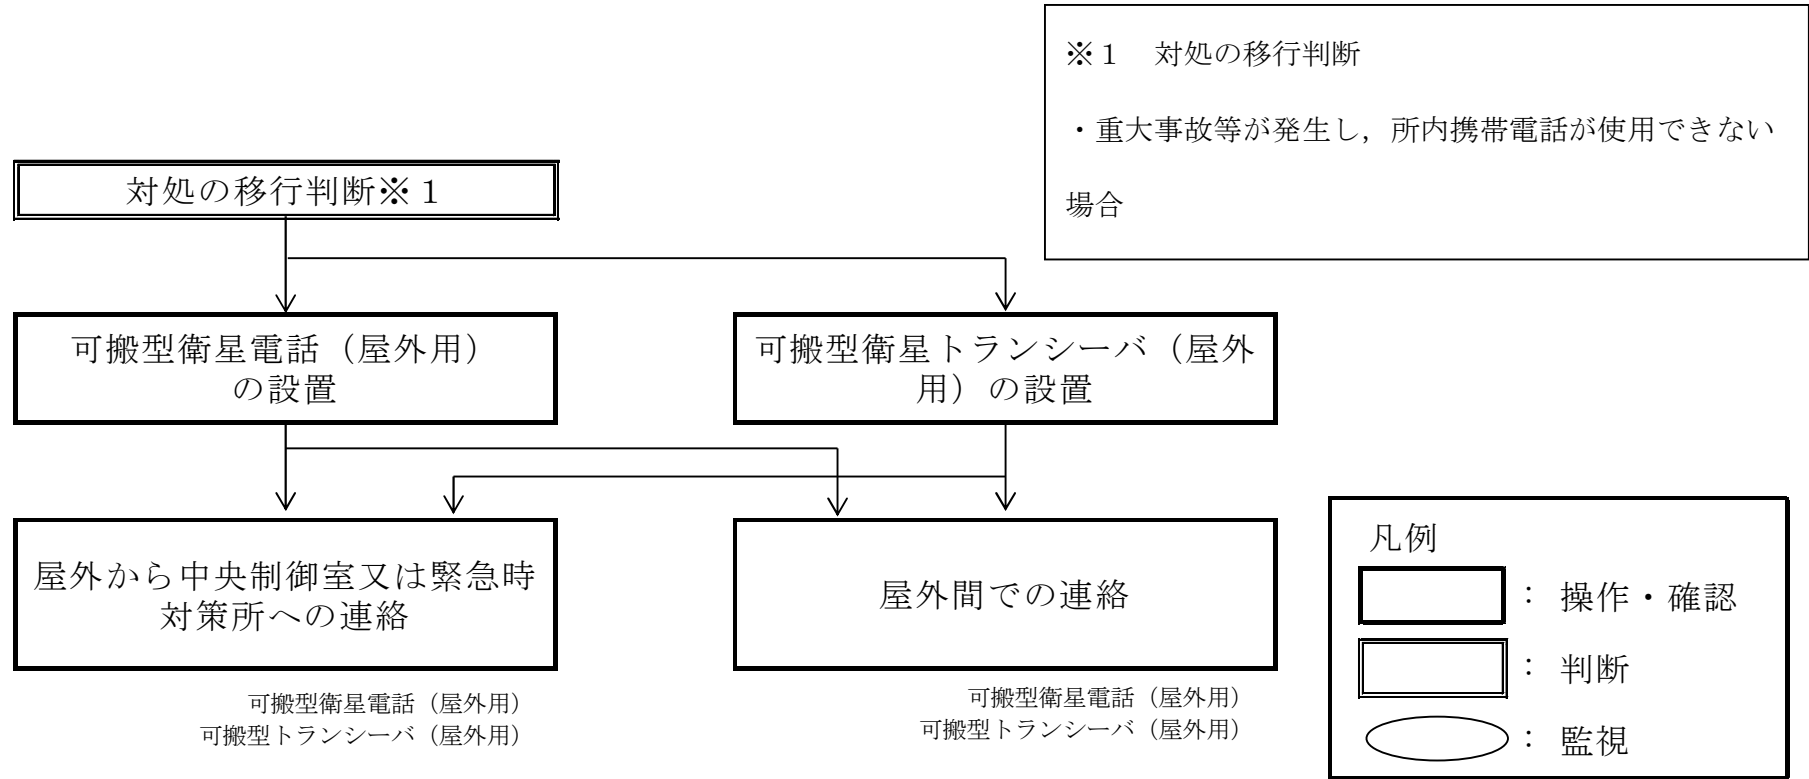 ※１　対処の移行判断
・重大事故等が発生し，所内携帯電話が使用できない
場合
対処の移行判断※１
可搬型衛星電話（屋外用）
の設置
可搬型衛星トランシーバ（屋外
用）の設置
屋外から中央制御室又は緊急時
対策所への連絡
屋外間での連絡
可搬型衛星電話（屋外用）
可搬型トランシーバ（屋外用）
可搬型衛星電話（屋外用）
可搬型トランシーバ（屋外用）
凡例
：操作・確認
：判断
：監視